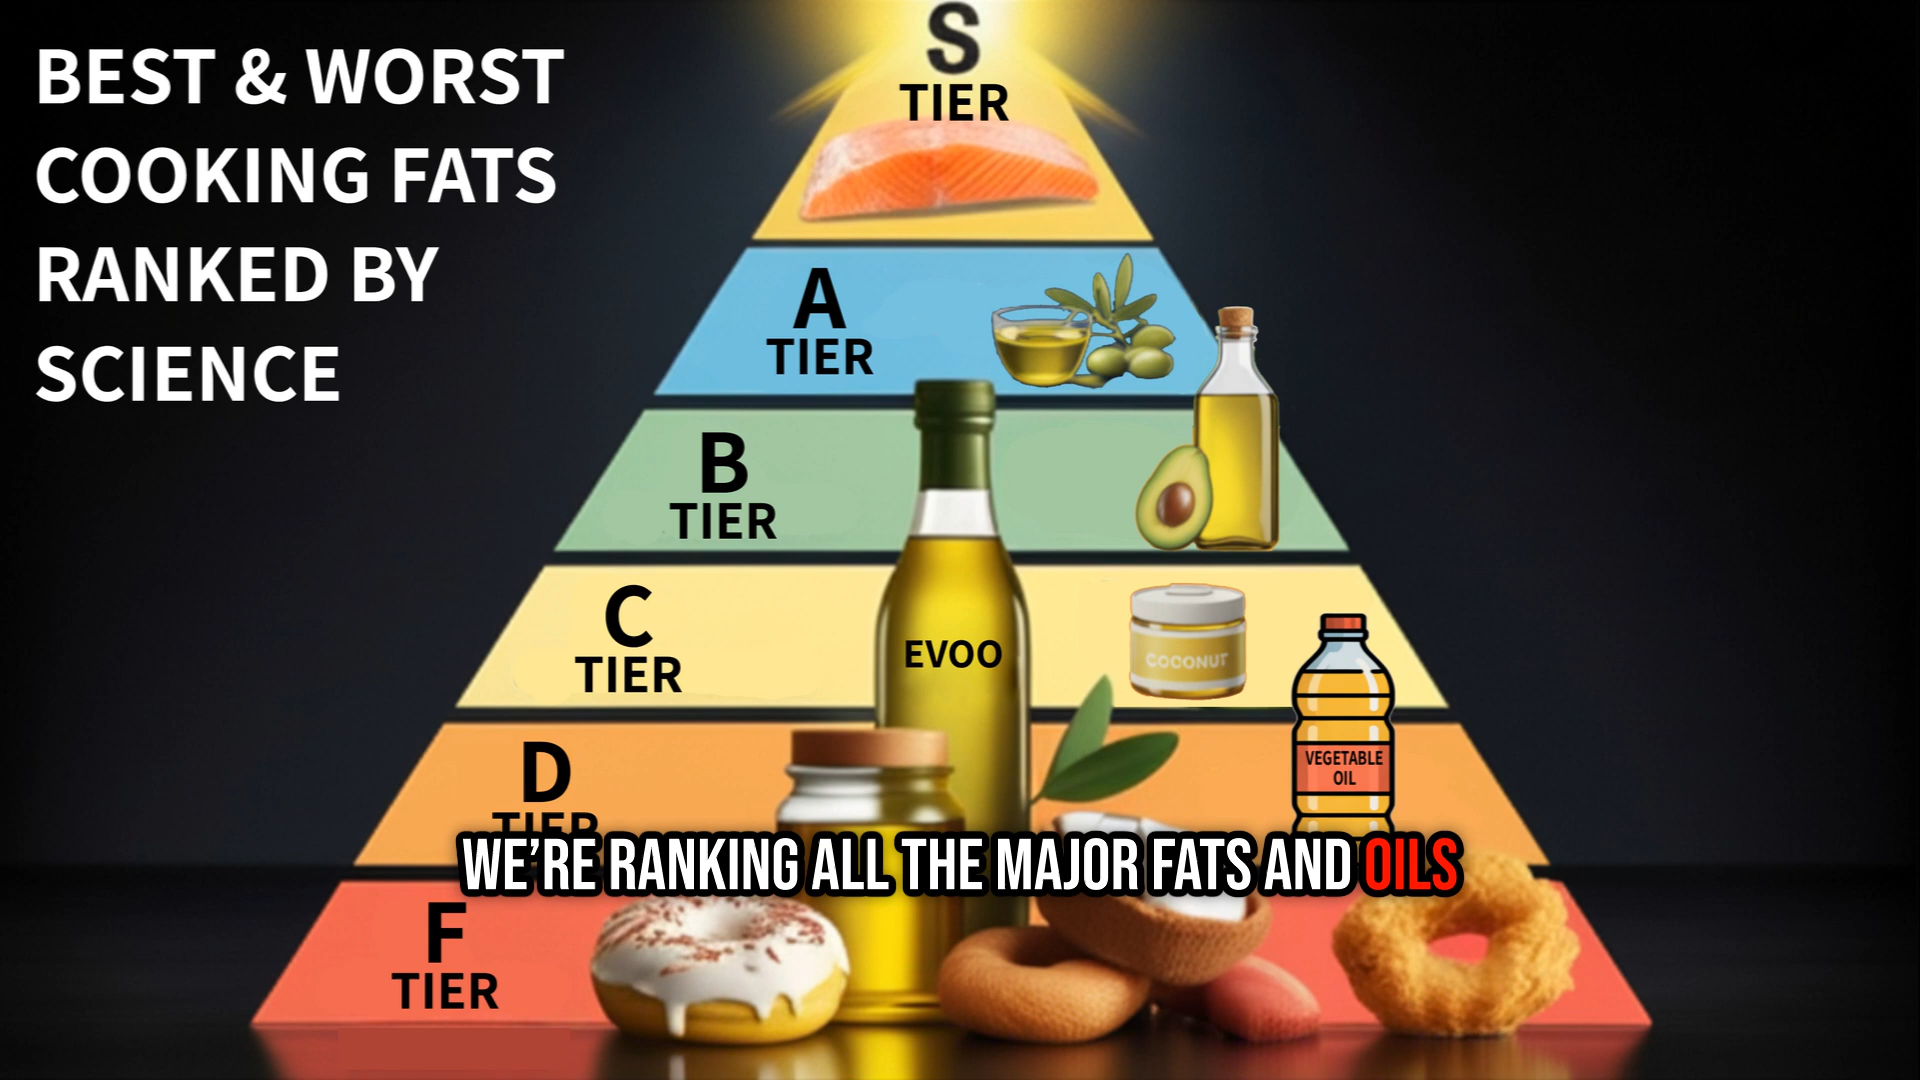 BEST & WORST
COOKING FATS
RANKED BY
SCIENCE
S
TIER
A
TIER
B
TIER
C
TIER
EVOO
COCONUT
D
TIER
VEGETABLE
OIL
WE'RE RANKING ALL THE MAJOR FATS AND OILS
F
TIER